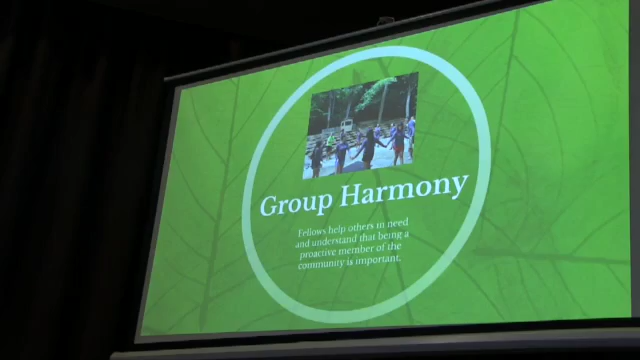 Group Harmony
Fellows help others in need
and understand that being a
proactive member of the
community is important.